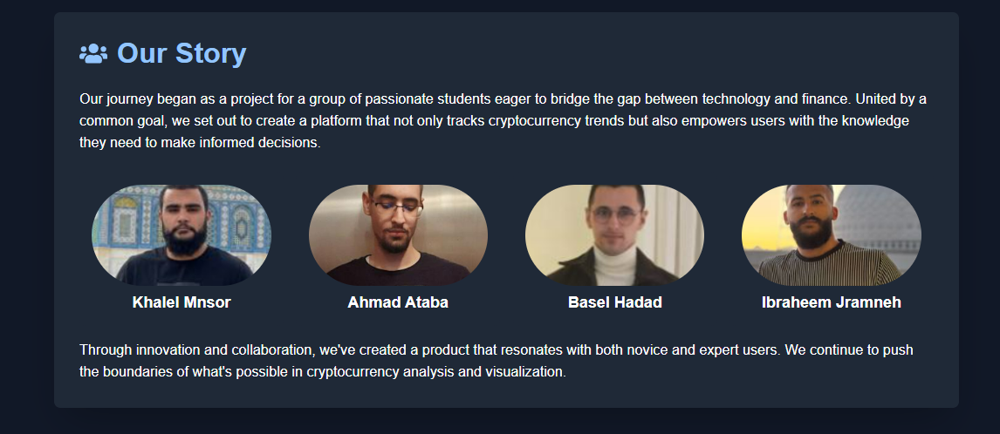 Our Story
Our journey began as a project for a group of passionate students eager to bridge the gap between technology and finance. United by a
common goal, we set out to create a platform that not only tracks cryptocurrency trends but also empowers users with the knowledge
they need to make informed decisions.
Khalel Mnsor
Ahmad Ataba
Basel Hadad
Ibraheem Jramneh
Through innovation and collaboration, we've created a product that resonates with both novice and expert users. We continue to push
the boundaries of what's possible in cryptocurrency analysis and visualization.